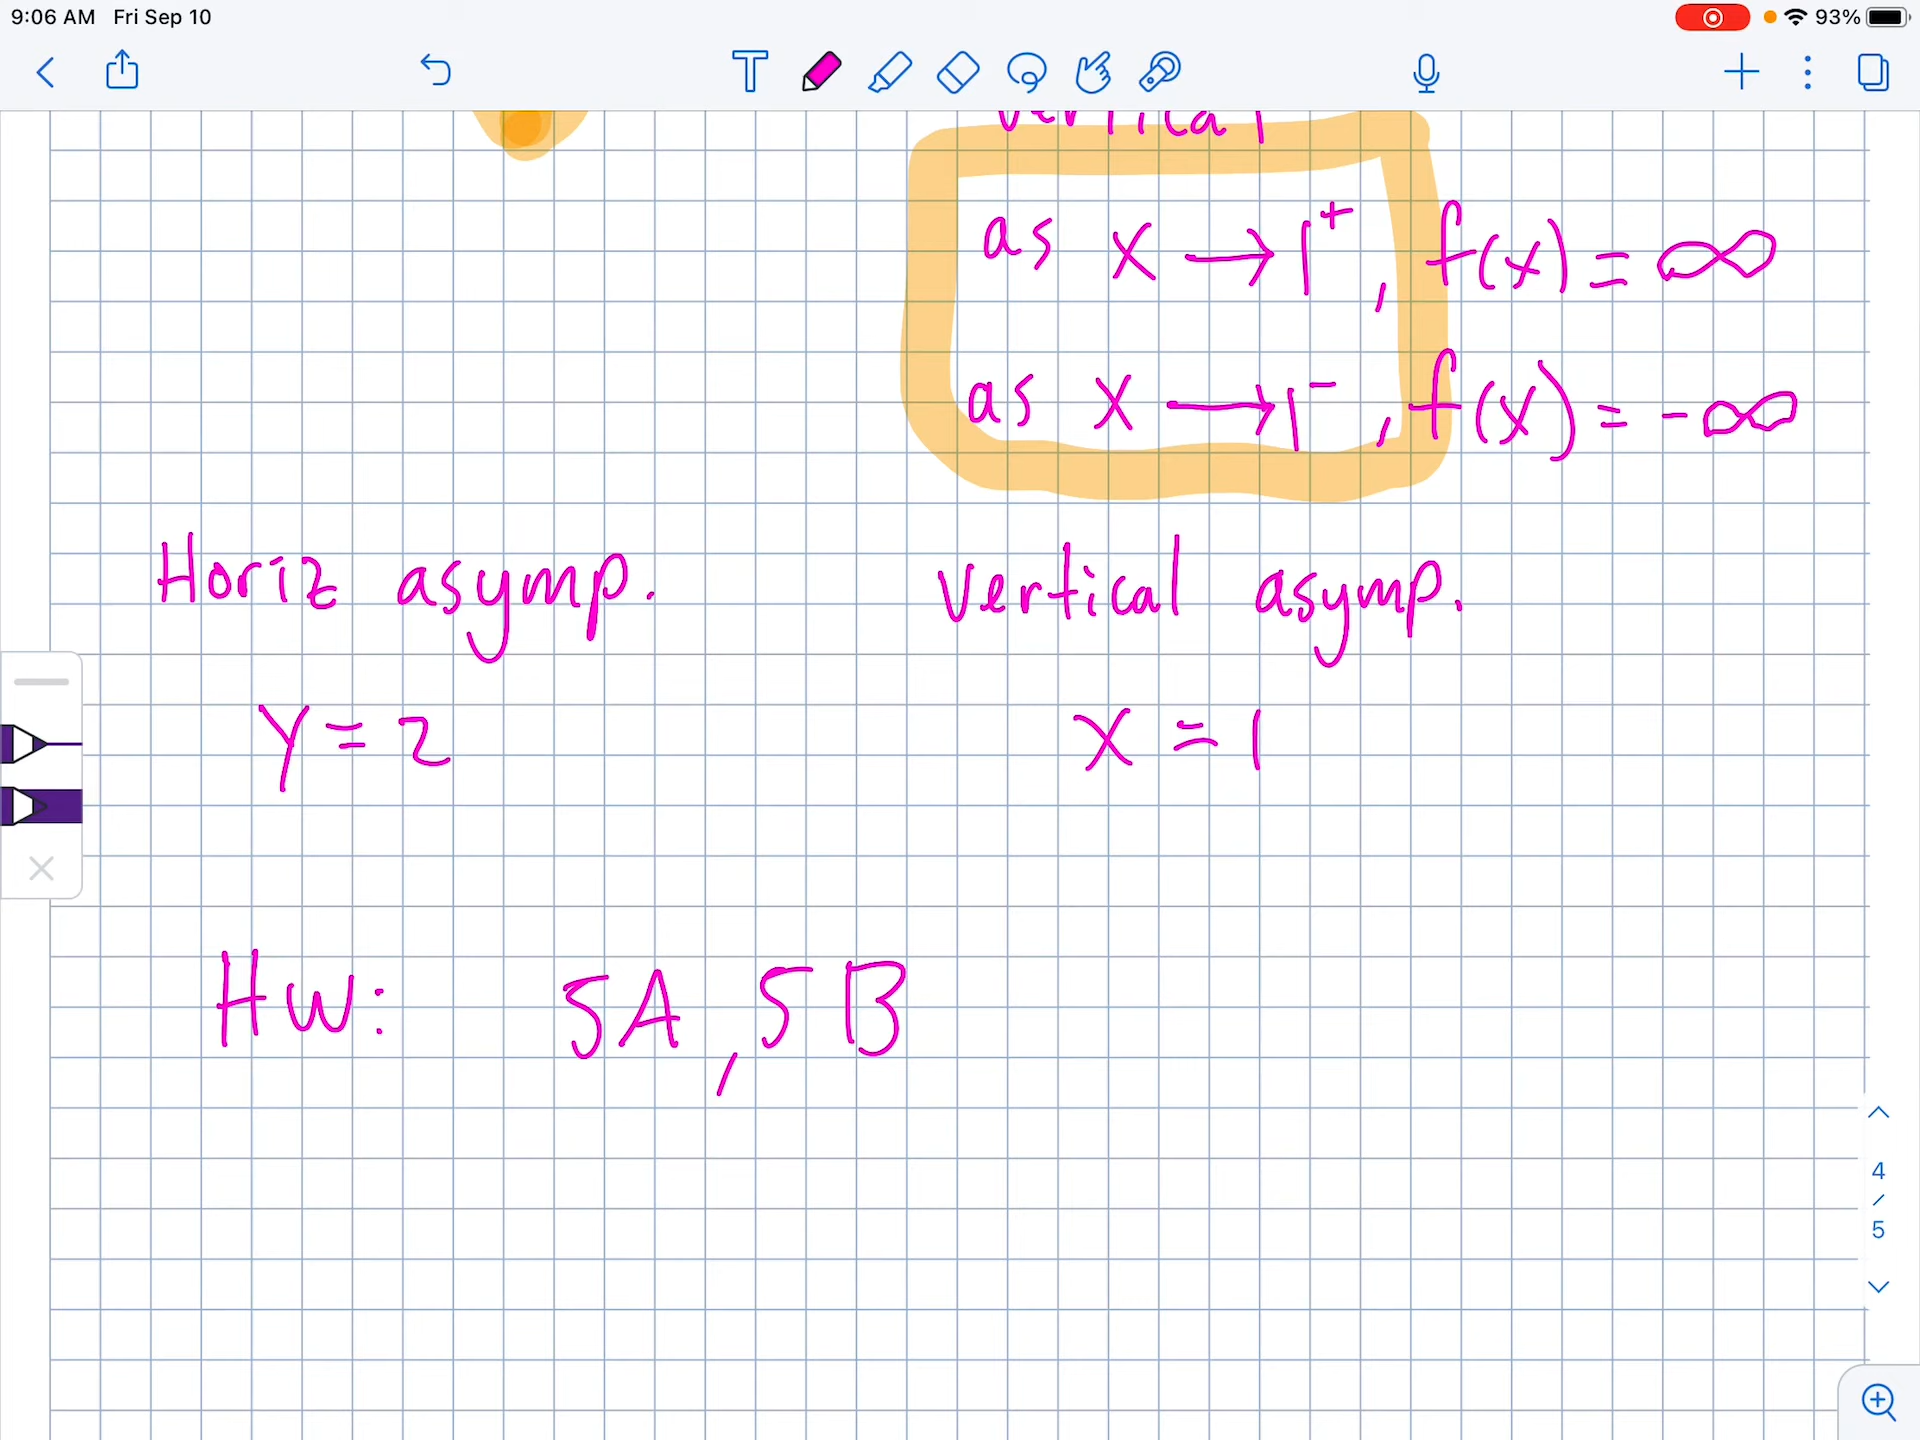 9:06 AM Fri Sep 10 93%
T
vertical
as x → 1⁺, f(x) = ∞
as x → 1⁻, f(x) = -∞
Horiz asymp. vertical asymp.
y = 2 x = 1
HW: 5A, 5B
4
/
5